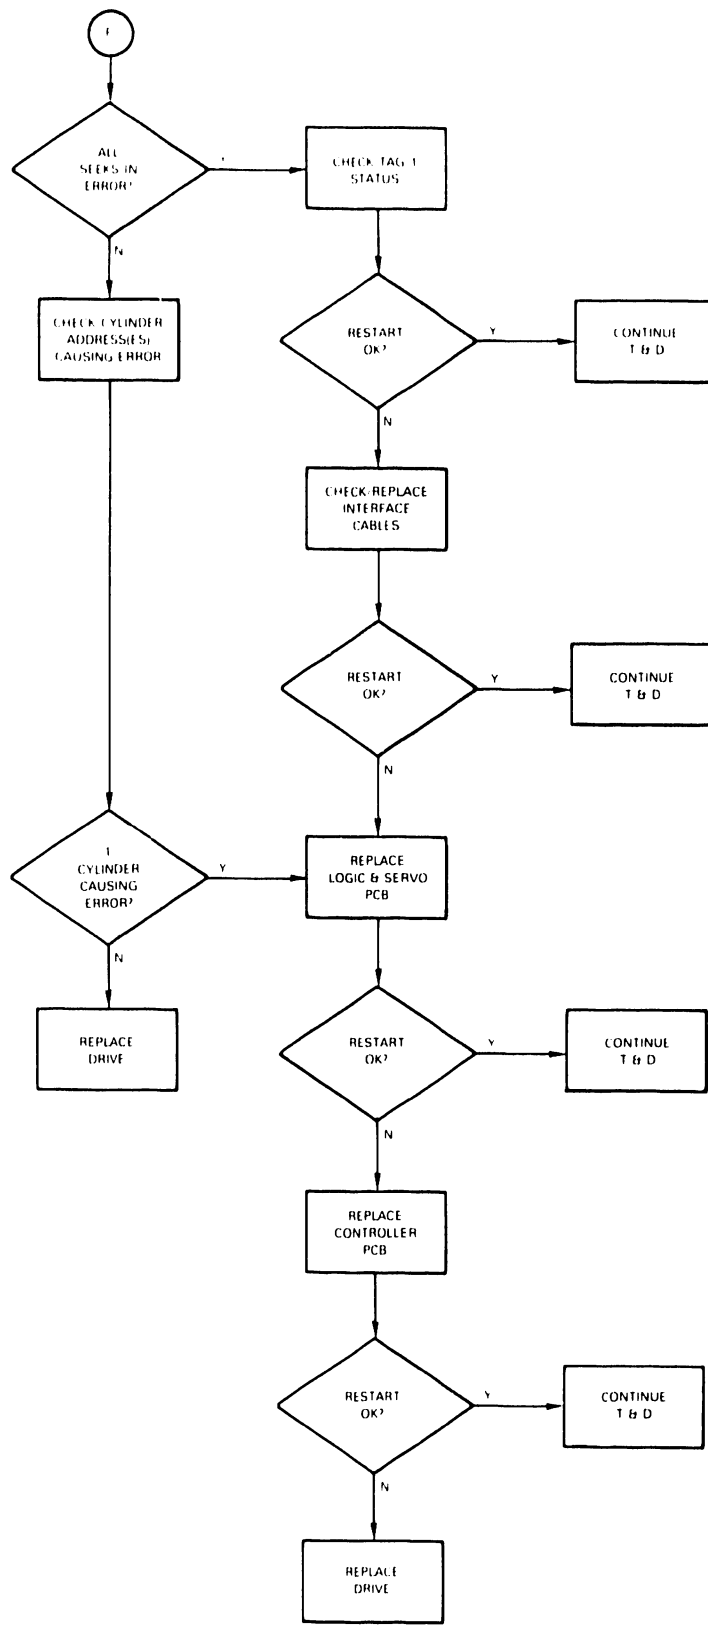 F
ALL
SEEKS IN
ERROR?
Y
CHECK TAG 1
STATUS
N
CHECK CYLINDER
ADDRESS(ES)
CAUSING ERROR
RESTART
OK?
Y
CONTINUE
T & D
N
CHECK/REPLACE
INTERFACE
CABLES
RESTART
OK?
Y
CONTINUE
T & D
N
1
CYLINDER
CAUSING
ERROR?
Y
REPLACE
LOGIC & SERVO
PCB
N
REPLACE
DRIVE
RESTART
OK?
Y
CONTINUE
T & D
N
REPLACE
CONTROLLER
PCB
RESTART
OK?
Y
CONTINUE
T & D
N
REPLACE
DRIVE